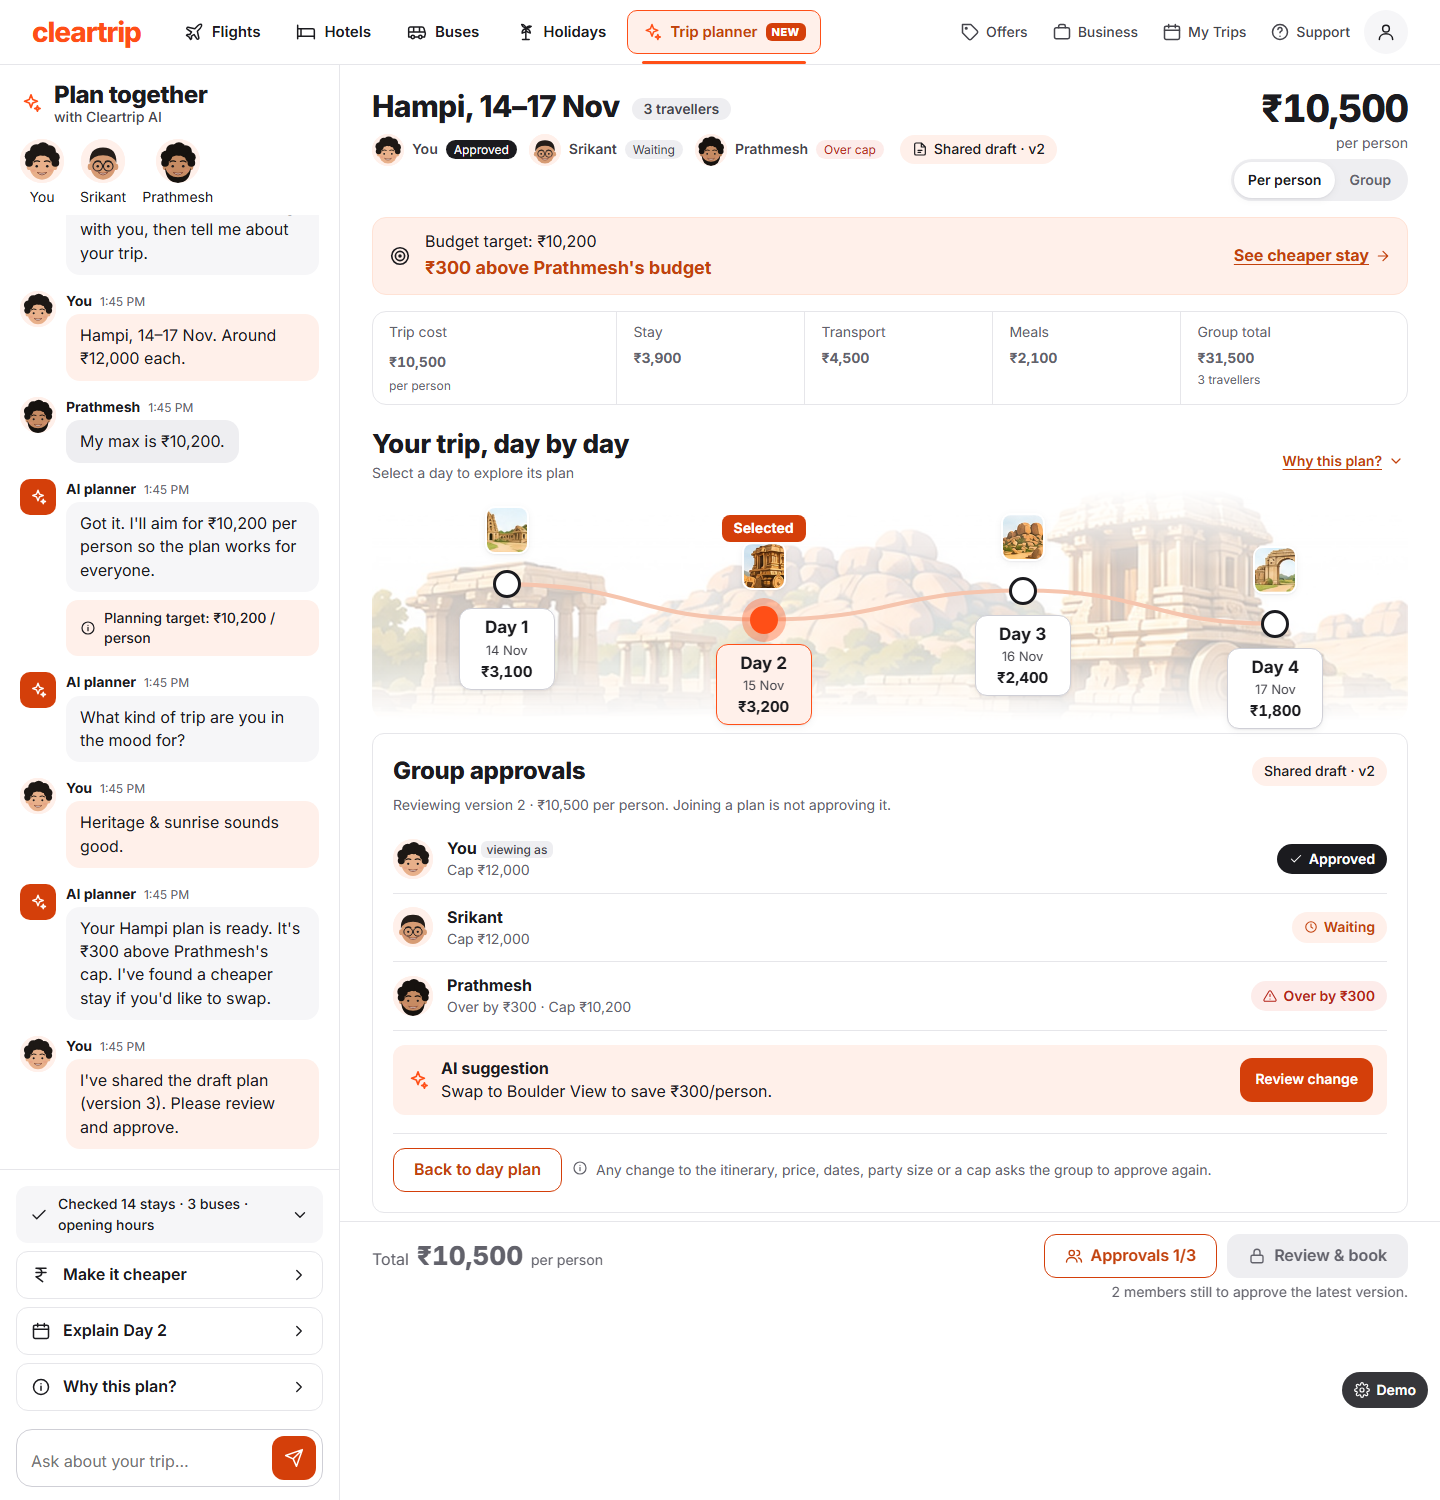 cleartrip
Flights
Hotels
Buses
Holidays
Trip planner NEW
Offers
Business
My Trips
Support
Plan together
with Cleartrip AI
You
Srikant
Prathmesh
with you, then tell me about
your trip.
You 1:45 PM
Hampi, 14–17 Nov. Around
₹12,000 each.
Prathmesh 1:45 PM
My max is ₹10,200.
AI planner 1:45 PM
Got it. I'll aim for ₹10,200 per
person so the plan works for
everyone.
Planning target: ₹10,200 /
person
AI planner 1:45 PM
What kind of trip are you in
the mood for?
You 1:45 PM
Heritage & sunrise sounds
good.
AI planner 1:45 PM
Your Hampi plan is ready. It's
₹300 above Prathmesh's
cap. I've found a cheaper
stay if you'd like to swap.
You 1:45 PM
I've shared the draft plan
(version 3). Please review
and approve.
Checked 14 stays · 3 buses ·
opening hours
Make it cheaper
Explain Day 2
Why this plan?
Ask about your trip...
Hampi, 14–17 Nov
3 travellers
You Approved
Srikant Waiting
Prathmesh Over cap
Shared draft · v2
₹10,500
per person
Per person
Group
Budget target: ₹10,200
₹300 above Prathmesh's budget
See cheaper stay
Trip cost
₹10,500
per person
Stay
₹3,900
Transport
₹4,500
Meals
₹2,100
Group total
₹31,500
3 travellers
Your trip, day by day
Select a day to explore its plan
Why this plan?
Day 1
14 Nov
₹3,100
Selected
Day 2
15 Nov
₹3,200
Day 3
16 Nov
₹2,400
Day 4
17 Nov
₹1,800
Group approvals
Shared draft · v2
Reviewing version 2 · ₹10,500 per person. Joining a plan is not approving it.
You viewing as
Cap ₹12,000
Approved
Srikant
Cap ₹12,000
Waiting
Prathmesh
Over by ₹300 · Cap ₹10,200
Over by ₹300
AI suggestion
Swap to Boulder View to save ₹300/person.
Review change
Back to day plan
Any change to the itinerary, price, dates, party size or a cap asks the group to approve again.
Total ₹10,500 per person
Approvals 1/3
Review & book
2 members still to approve the latest version.
Demo